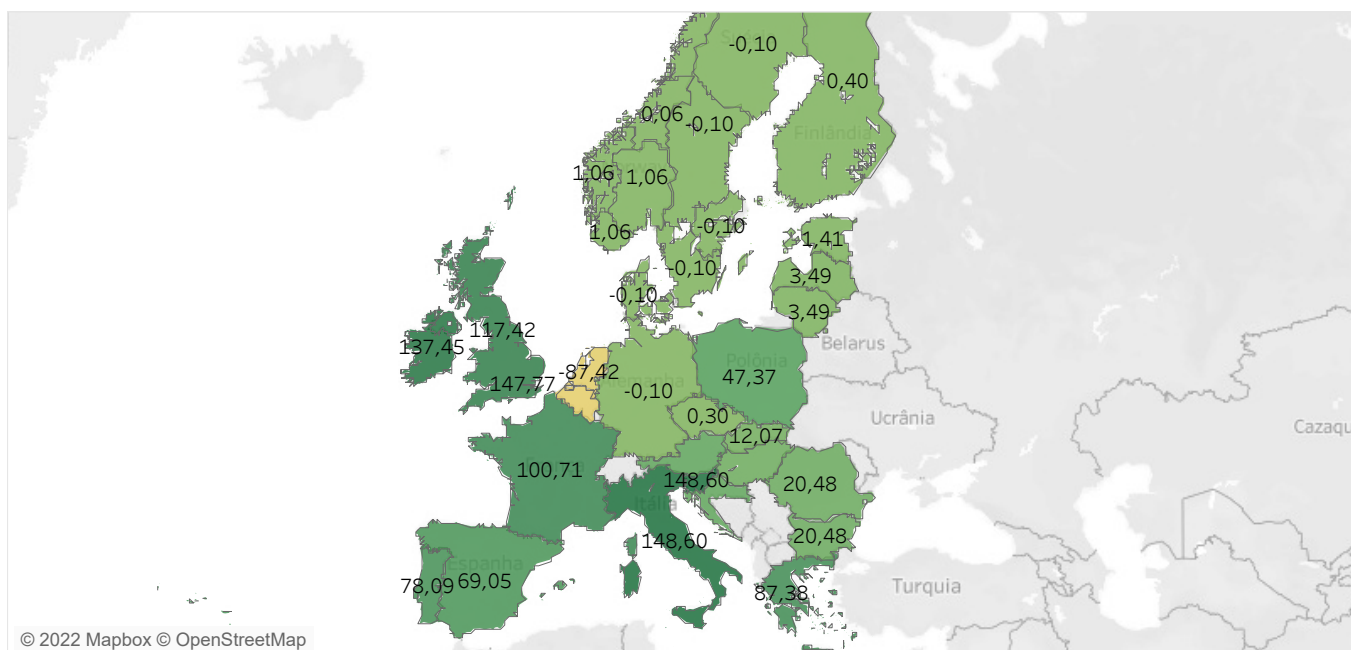 -0,10
0,40
0,06
-0,10
Finlândia
1,06
1,06
1,06
-0,10
1,41
-0,10
3,49
-0,10
3,49
117,42
137,45
Belarus
Polónia
-87,42
Alemanha
47,37
147,77
-0,10
0,30
Ucrânia
Cazaqu
12,07
100,71
148,60
20,48
Itália
148,60
20,48
Espanha
78,09
69,05
87,38
Turquia
© 2022 Mapbox © OpenStreetMap